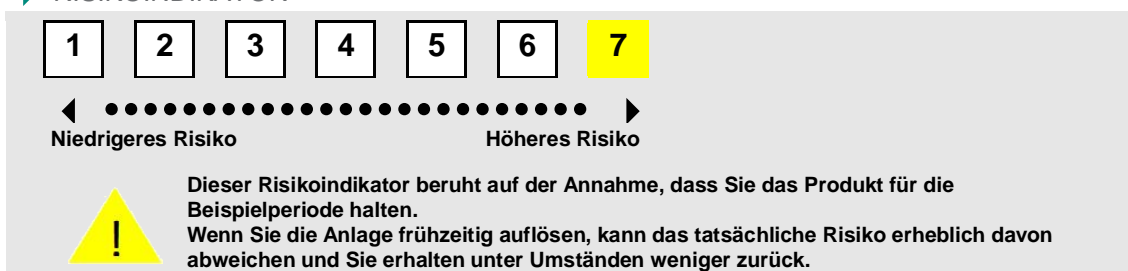 1 2 3 4 5 6 7
Niedrigeres Risiko Höheres Risiko
Dieser Risikoindikator beruht auf der Annahme, dass Sie das Produkt für die
Beispielperiode halten.
! Wenn Sie die Anlage frühzeitig auflösen, kann das tatsächliche Risiko erheblich davon
abweichen und Sie erhalten unter Umständen weniger zurück.